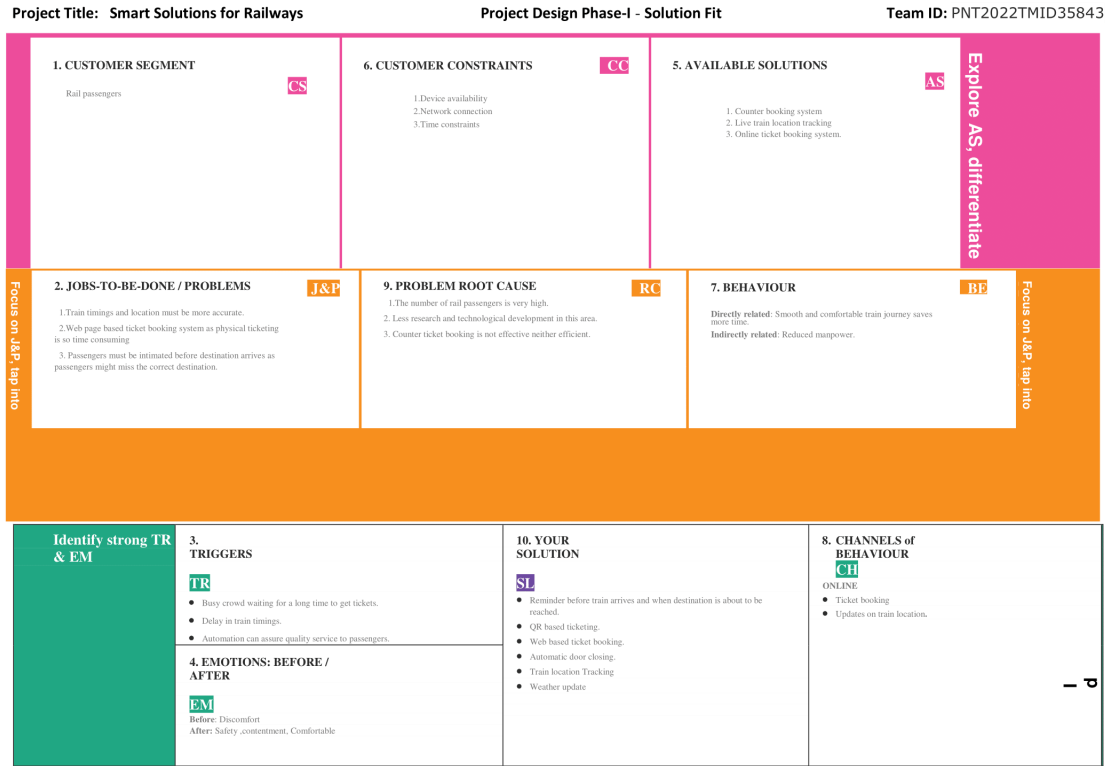 Project Title: Smart Solutions for Railways Project Design Phase-I - Solution Fit Team ID: PNT2022TMID35843
1. CUSTOMER SEGMENT
CS
Rail passengers
6. CUSTOMER CONSTRAINTS
CC
1.Device availability
2.Network connection
3.Time constraints
5. AVAILABLE SOLUTIONS
AS
1. Counter booking system
2. Live train location tracking
3. Online ticket booking system.
Explore AS, differentiate
Focus on J&P, tap into
2. JOBS-TO-BE-DONE / PROBLEMS
J&P
1.Train timings and location must be more accurate.
2.Web page based ticket booking system as physical ticketing
is so time consuming
3. Passengers must be intimated before destination arrives as
passengers might miss the correct destination.
9. PROBLEM ROOT CAUSE
RC
1.The number of rail passengers is very high.
2. Less research and technological development in this area.
3. Counter ticket booking is not effective neither efficient.
7. BEHAVIOUR
BE
Directly related: Smooth and comfortable train journey saves
more time.
Indirectly related: Reduced manpower.
Focus on J&P, tap into
Identify strong TR
& EM
3.
TRIGGERS
TR
Busy crowd waiting for a long time to get tickets.
Delay in train timings.
Automation can assure quality service to passengers.
4. EMOTIONS: BEFORE /
AFTER
EM
Before: Discomfort
After: Safety ,contentment, Comfortable
10. YOUR
SOLUTION
SL
Reminder before train arrives and when destination is about to be
reached.
QR based ticketing.
Web based ticket booking.
Automatic door closing.
Train location Tracking
Weather update
8. CHANNELS of
BEHAVIOUR
CH
ONLINE
Ticket booking
Updates on train location.
P
I